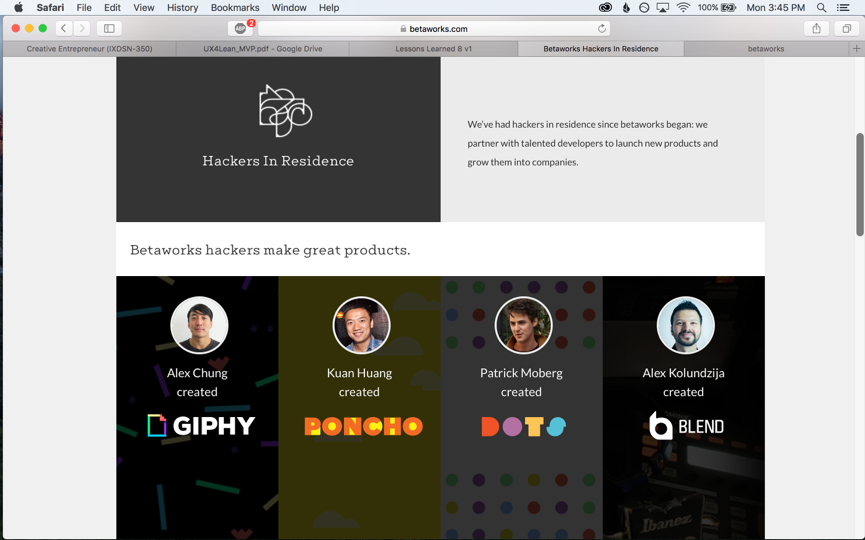 Safari File Edit View History Bookmarks Window Help 100% Mon 3:45 PM
ABP 2 betaworks.com
Creative Entrepreneur (IXDSN-350) UX4Lean_MVP.pdf - Google Drive Lessons Learned 8 v1 Betaworks Hackers In Residence betaworks
Hackers In Residence
We've had hackers in residence since betaworks began: we
partner with talented developers to launch new products and
grow them into companies.
Betaworks hackers make great products.
Alex Chung Kuan Huang Patrick Moberg Alex Kolundzija
created created created created
GIPHY PONCHO DOTS BLEND
Ibanez